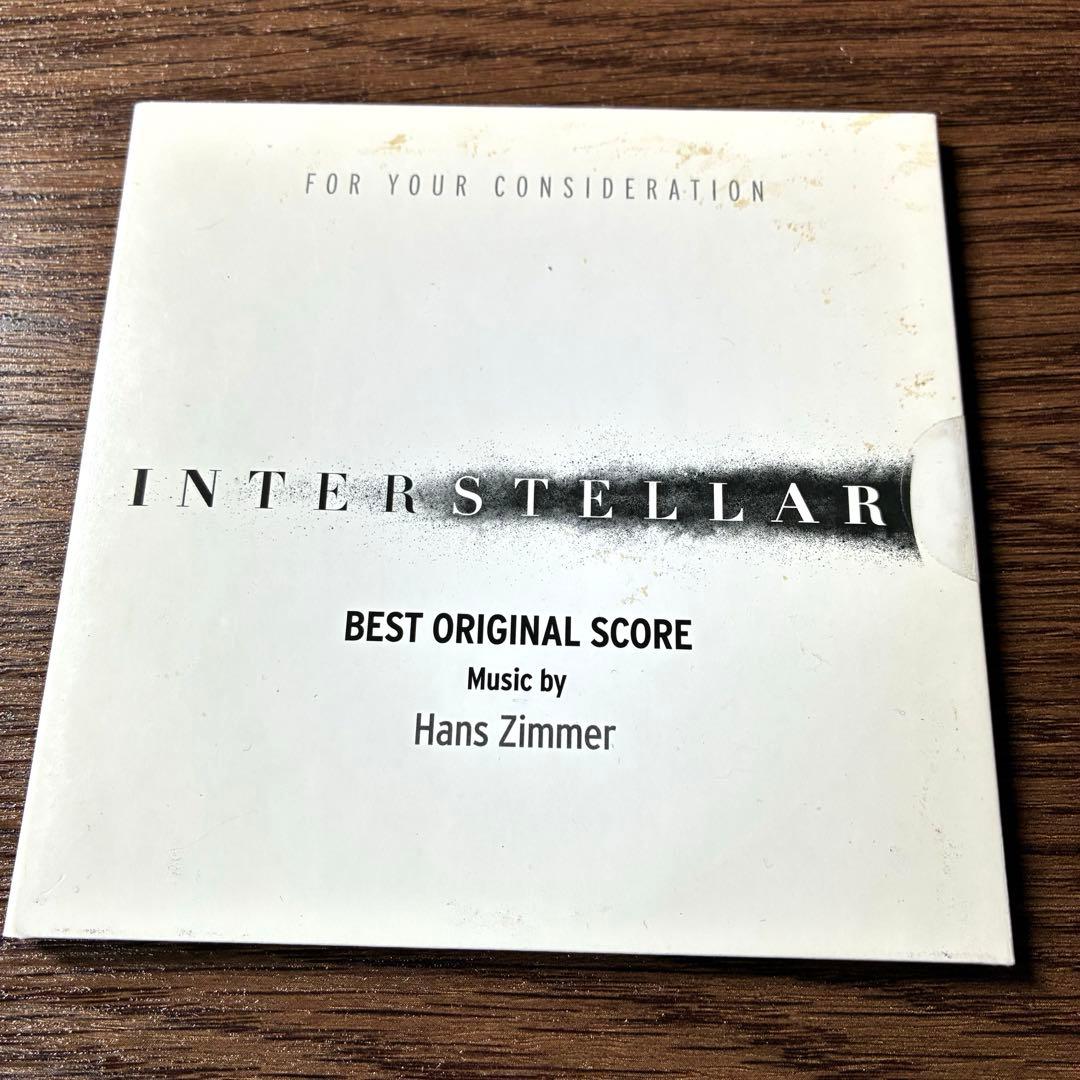 FOR YOUR CONSIDERATION
INTERSTELLAR
BEST ORIGINAL SCORE
Music by
Hans Zimmer